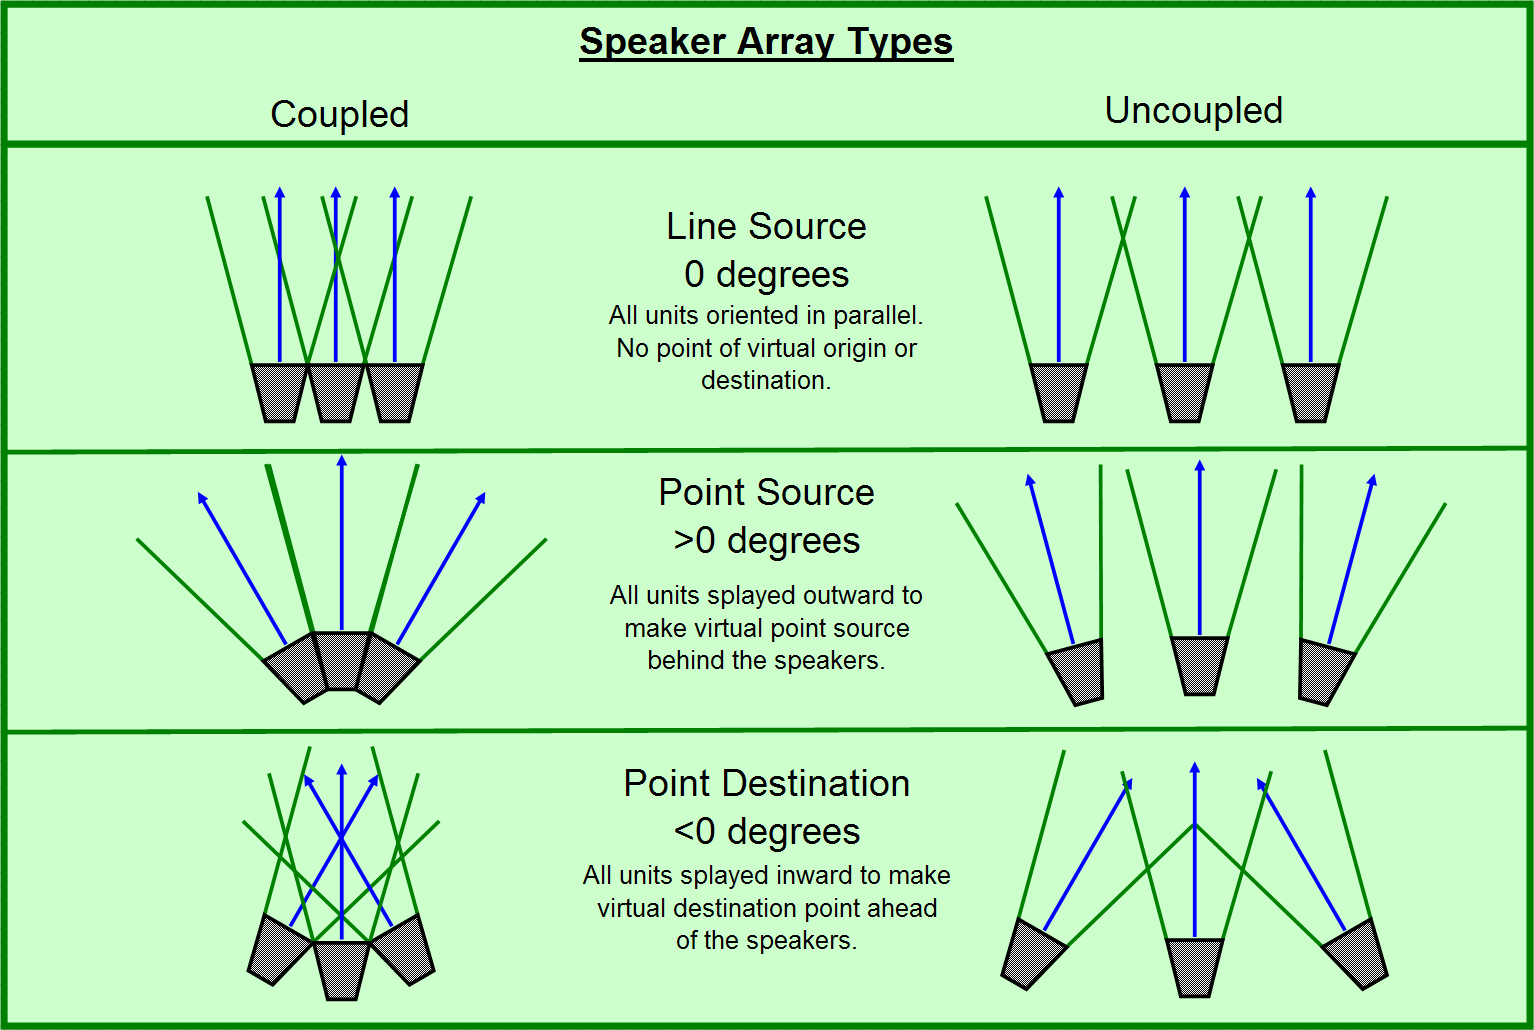 Speaker Array Types
Coupled
Uncoupled
Line Source
0 degrees
All units oriented in parallel.
No point of virtual origin or
destination.
Point Source
>0 degrees
All units splayed outward to
make virtual point source
behind the speakers.
Point Destination
<0 degrees
All units splayed inward to make
virtual destination point ahead
of the speakers.